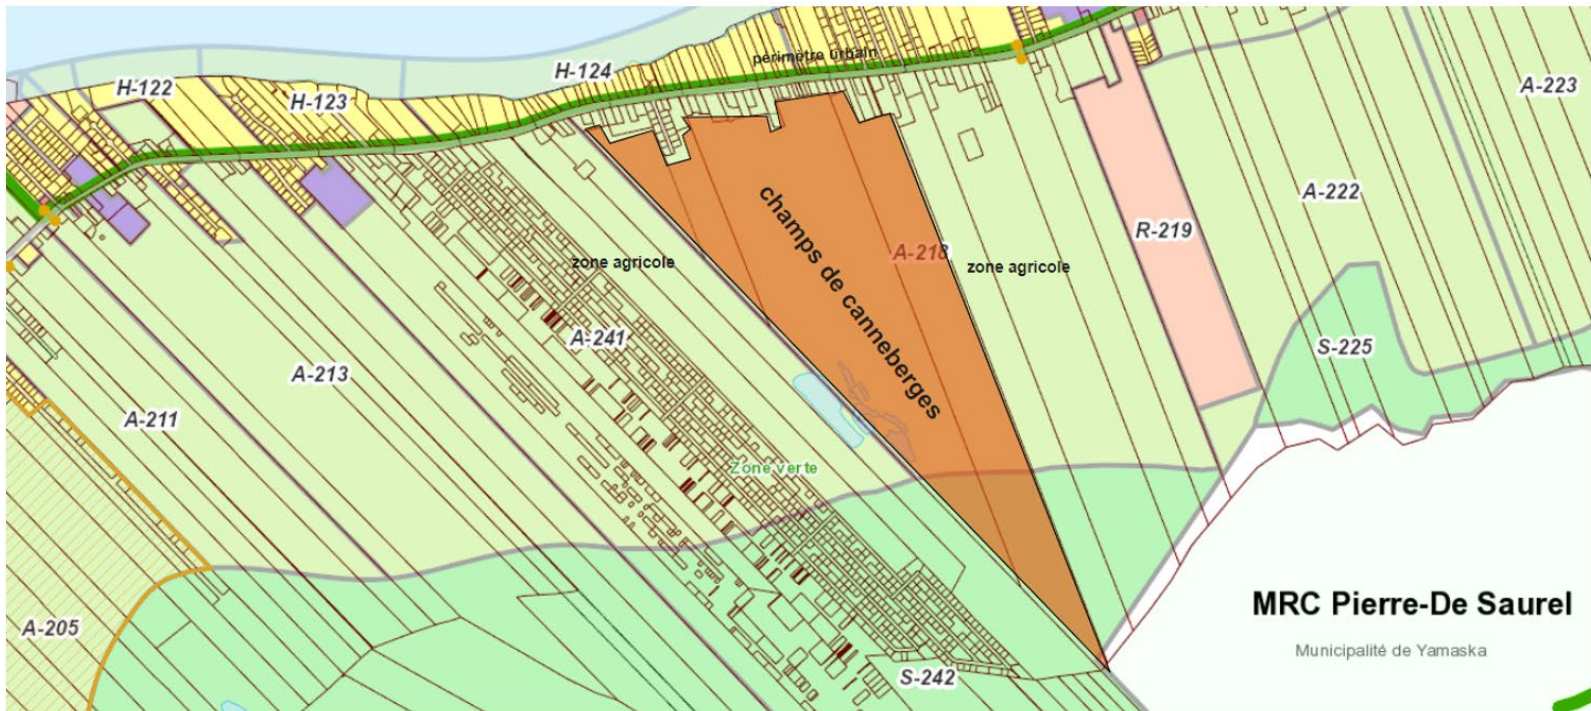 périmètre urbain
H-124
H-122
H-123
A-223
champs de canneberges
A-222
R-219
A-218
zone agricole
zone agricole
A-241
S-225
A-213
A-211
Zone verte
MRC Pierre-De Saurel
A-205
Municipalité de Yamaska
S-242